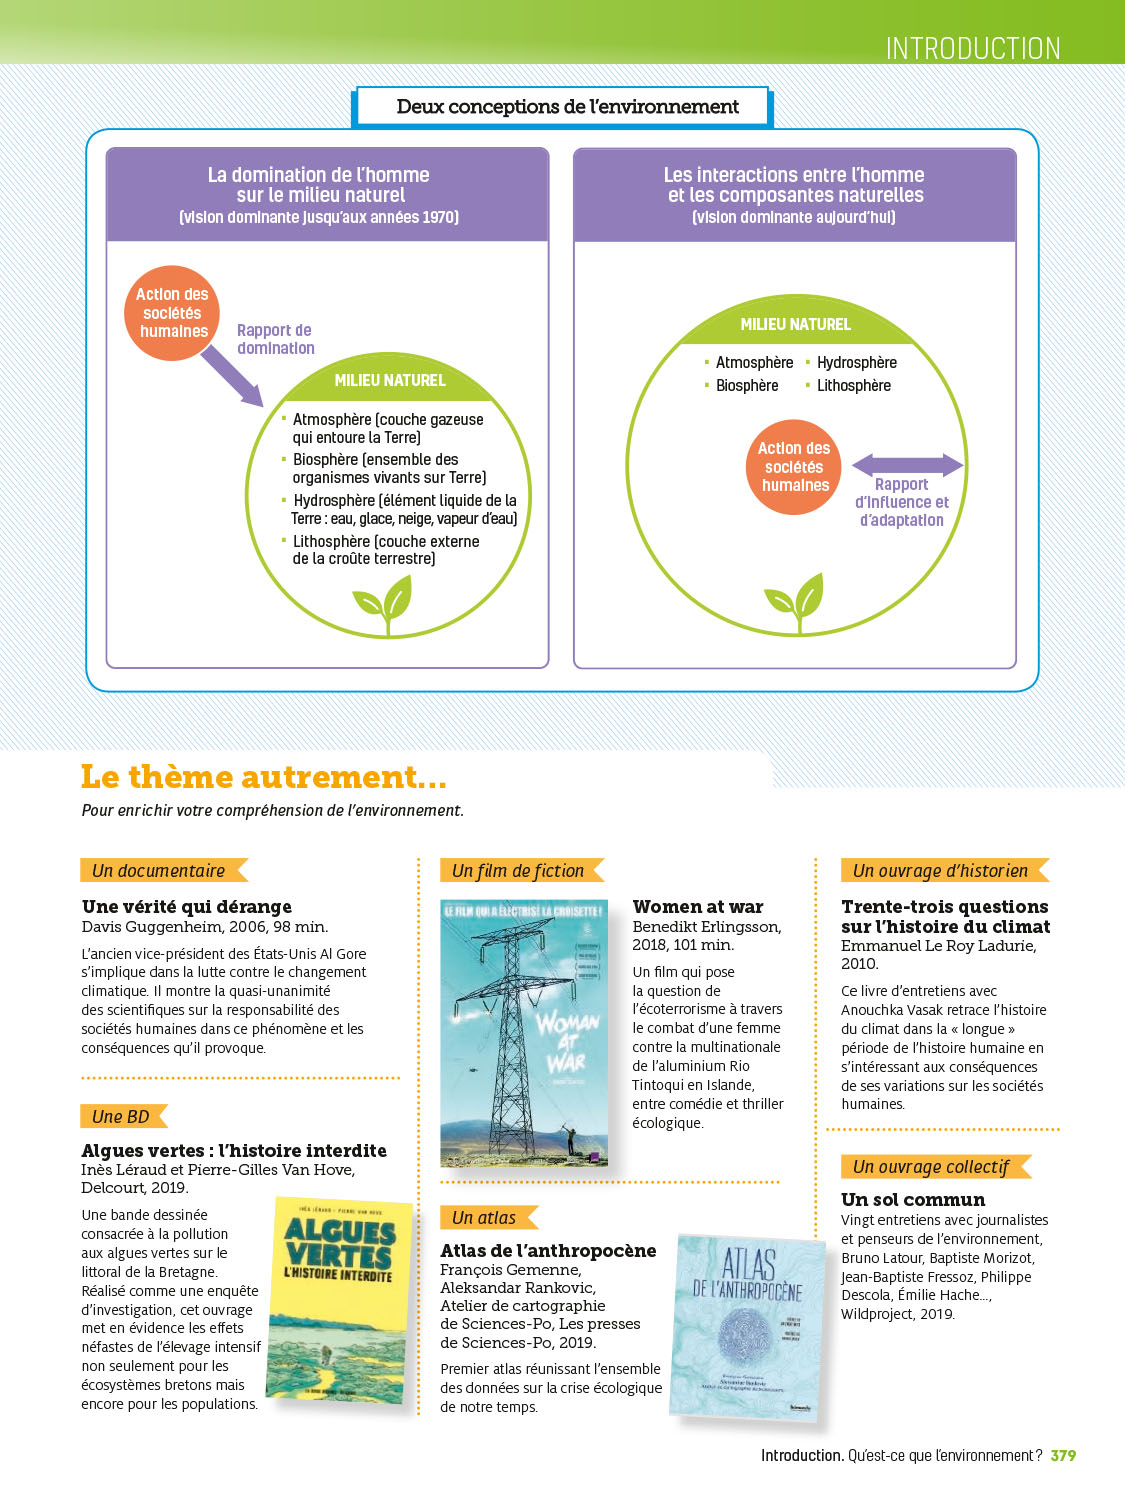 INTRODUCTION
Deux conceptions de l'environnement
La domination de l'homme
sur le milieu naturel
(vision dominante jusqu'aux années 1970)
Action des
sociétés
humaines
Rapport de
domination
MILIEU NATUREL
▪ Atmosphère (couche gazeuse
qui entoure la Terre)
▪ Biosphère (ensemble des
organismes vivants sur Terre)
▪ Hydrosphère (élément liquide de la
Terre : eau, glace, neige, vapeur d'eau)
▪ Lithosphère (couche externe
de la croûte terrestre)
Les interactions entre l'homme
et les composantes naturelles
(vision dominante aujourd'hui)
MILIEU NATUREL
▪ Atmosphère ▪ Hydrosphère
▪ Biosphère ▪ Lithosphère
Action des
sociétés
humaines
Rapport
d'influence et
d'adaptation
Le thème autrement...
Pour enrichir votre compréhension de l'environnement.
Un documentaire
Une vérité qui dérange
Davis Guggenheim, 2006, 98 min.
L'ancien vice-président des États-Unis Al Gore
s'implique dans la lutte contre le changement
climatique. Il montre la quasi-unanimité
des scientifiques sur la responsabilité des
sociétés humaines dans ce phénomène et les
conséquences qu'il provoque.
Une BD
Algues vertes : l'histoire interdite
Inès Léraud et Pierre-Gilles Van Hove,
Delcourt, 2019.
Une bande dessinée
consacrée à la pollution
aux algues vertes sur le
littoral de la Bretagne.
Réalisé comme une enquête
d'investigation, cet ouvrage
met en évidence les effets
néfastes de l'élevage intensif
non seulement pour les
écosystèmes bretons mais
encore pour les populations.
INÈS LÉRAUD - PIERRE VAN HOVE
ALGUES
VERTES
L'HISTOIRE INTERDITE
Un film de fiction
LE FILM QUI A ÉLECTRISÉ LA CROISETTE !
WOMAN
AT
WAR
Women at war
Benedikt Erlingsson,
2018, 101 min.
Un film qui pose
la question de
l'écoterrorisme à travers
le combat d'une femme
contre la multinationale
de l'aluminium Rio
Tintoqui en Islande,
entre comédie et thriller
écologique.
Un atlas
Atlas de l'anthropocène
François Gemenne,
Aleksandar Rankovic,
Atelier de cartographie
de Sciences-Po, Les presses
de Sciences-Po, 2019.
Premier atlas réunissant l'ensemble
des données sur la crise écologique
de notre temps.
ATLAS
DE L'ANTHROPOCÈNE
Un ouvrage d'historien
Trente-trois questions
sur l'histoire du climat
Emmanuel Le Roy Ladurie,
2010.
Ce livre d'entretiens avec
Anouchka Vasak retrace l'histoire
du climat dans la « longue »
période de l'histoire humaine en
s'intéressant aux conséquences
de ses variations sur les sociétés
humaines.
Un ouvrage collectif
Un sol commun
Vingt entretiens avec journalistes
et penseurs de l'environnement,
Bruno Latour, Baptiste Morizot,
Jean-Baptiste Fressoz, Philippe
Descola, Émilie Hache...,
Wildproject, 2019.
Introduction. Qu'est-ce que l'environnement ? 379